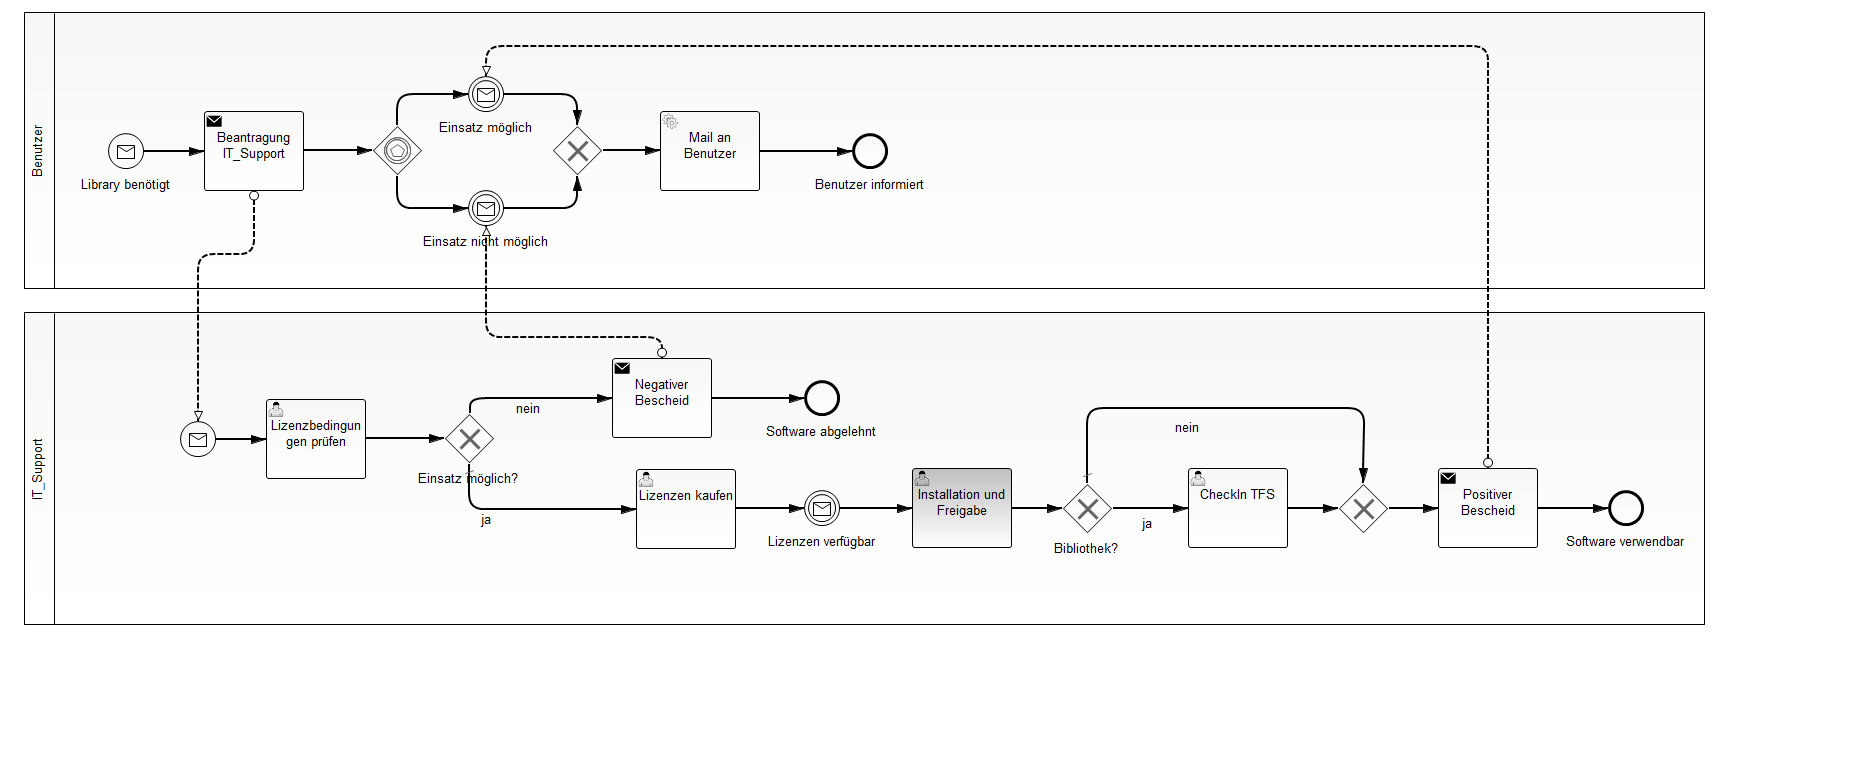 Benutzer
Library benötigt
Beantragung
IT_Support
Einsatz möglich
Einsatz nicht möglich
Mail an
Benutzer
Benutzer informiert
IT_Support
Lizenzbedingun
gen prüfen
Einsatz möglich?
nein
ja
Negativer
Bescheid
Software abgelehnt
Lizenzen kaufen
Lizenzen verfügbar
Installation und
Freigabe
Bibliothek?
nein
ja
CheckIn TFS
Positiver
Bescheid
Software verwendbar